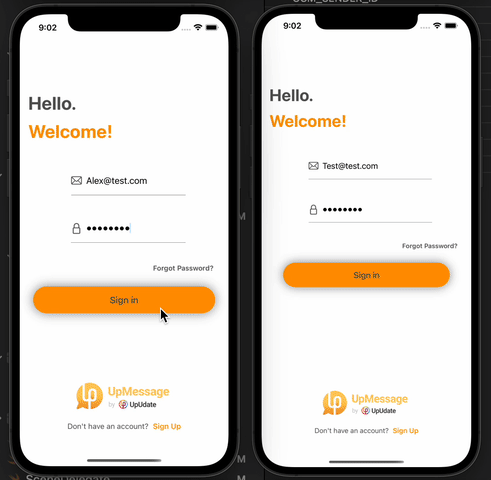 GCM_SENDER_ID
9:02
Hello.
Welcome!
Alex@test.com
Forgot Password?
Sign in
UpMessage
by UpUdate
Don't have an account? Sign Up
9:02
Hello.
Welcome!
Test@test.com
Forgot Password?
Sign in
UpMessage
by UpUdate
Don't have an account? Sign Up
M
M
M